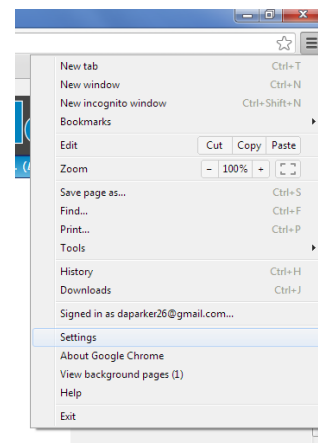 New tab Ctrl+T
New window Ctrl+N
New incognito window Ctrl+Shift+N
Bookmarks
Edit Cut Copy Paste
Zoom - 100% +
Save page as... Ctrl+S
Find... Ctrl+F
Print... Ctrl+P
Tools
History Ctrl+H
Downloads Ctrl+J
Signed in as daparker26@gmail.com...
Settings
About Google Chrome
View background pages (1)
Help
Exit